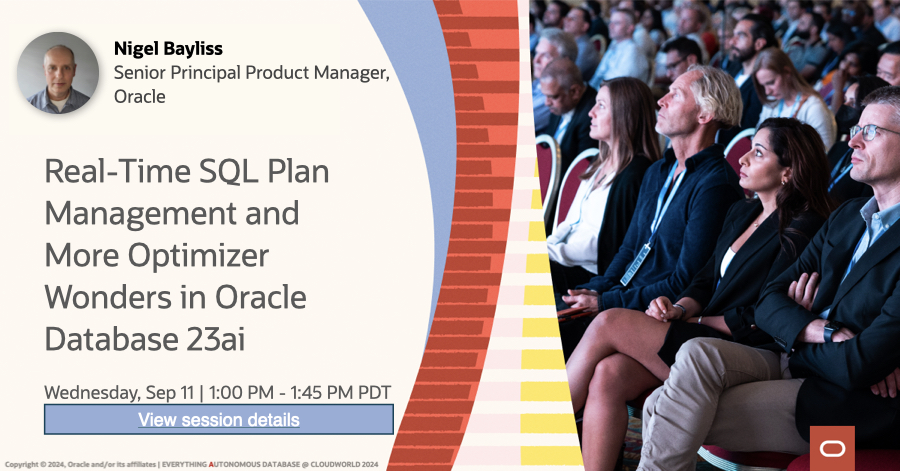 Nigel Bayliss
Senior Principal Product Manager,
Oracle
Real-Time SQL Plan
Management and
More Optimizer
Wonders in Oracle
Database 23ai
Wednesday, Sep 11 | 1:00 PM - 1:45 PM PDT
View session details
Copyright © 2024, Oracle and/or its affiliates | EVERYTHING AUTONOMOUS DATABASE @ CLOUDWORLD 2024